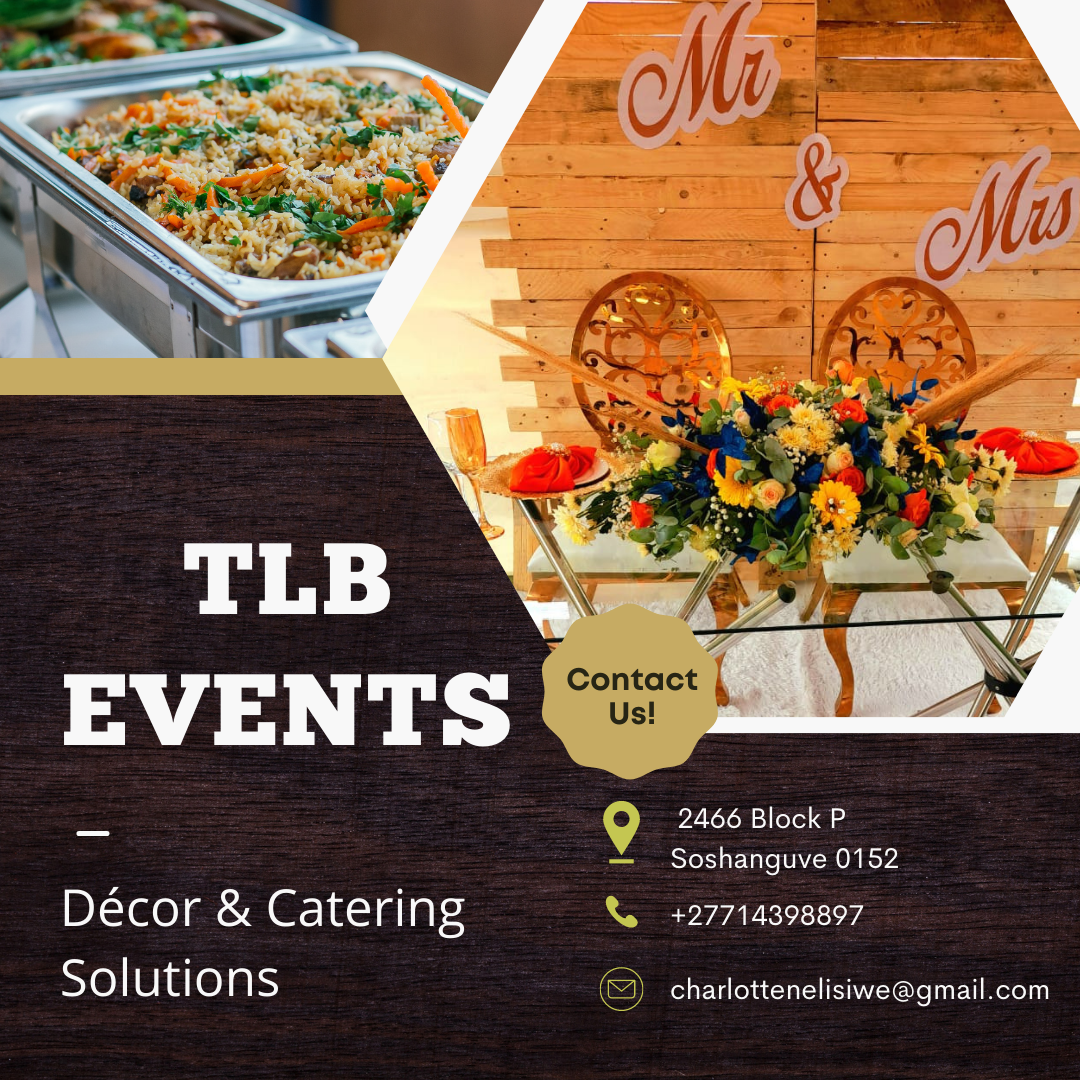 Mr
&
Mrs
TLB
EVENTS
Décor & Catering
Solutions
Contact
Us!
2466 Block P
Soshanguve 0152
+27714398897
charlottenelisiwe@gmail.com